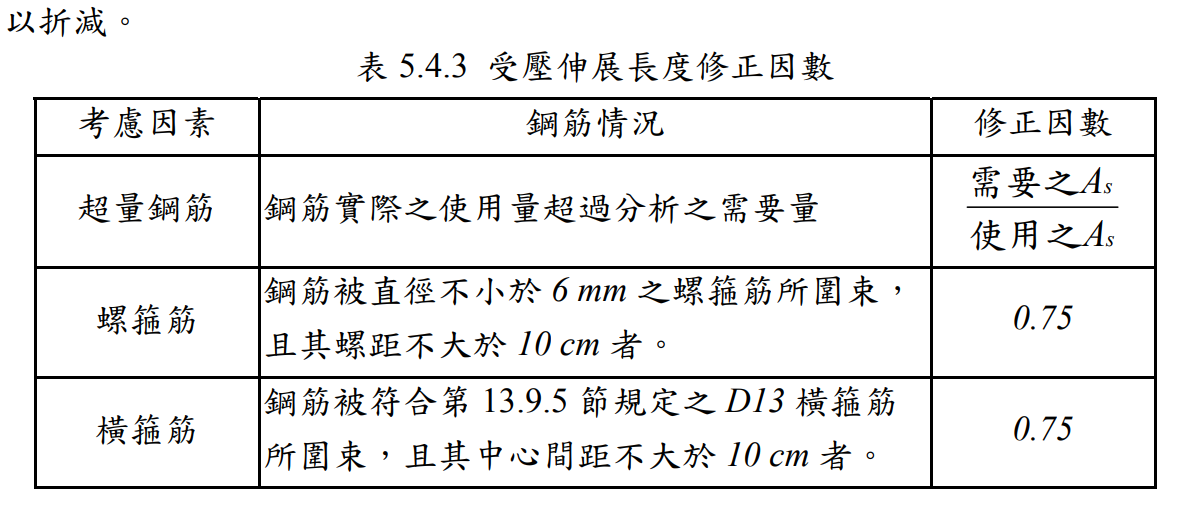 以折減。
表 5.4.3 受壓伸展長度修正因數
考慮因素 鋼筋情況 修正因數
超量鋼筋 鋼筋實際之使用量超過分析之需要量 需要之As
使用之As
螺箍筋 鋼筋被直徑不小於 6 mm 之螺箍筋所圍束， 0.75
且其螺距不大於 10 cm 者。
橫箍筋 鋼筋被符合第 13.9.5 節規定之 D13 橫箍筋 0.75
所圍束，且其中心間距不大於 10 cm 者。